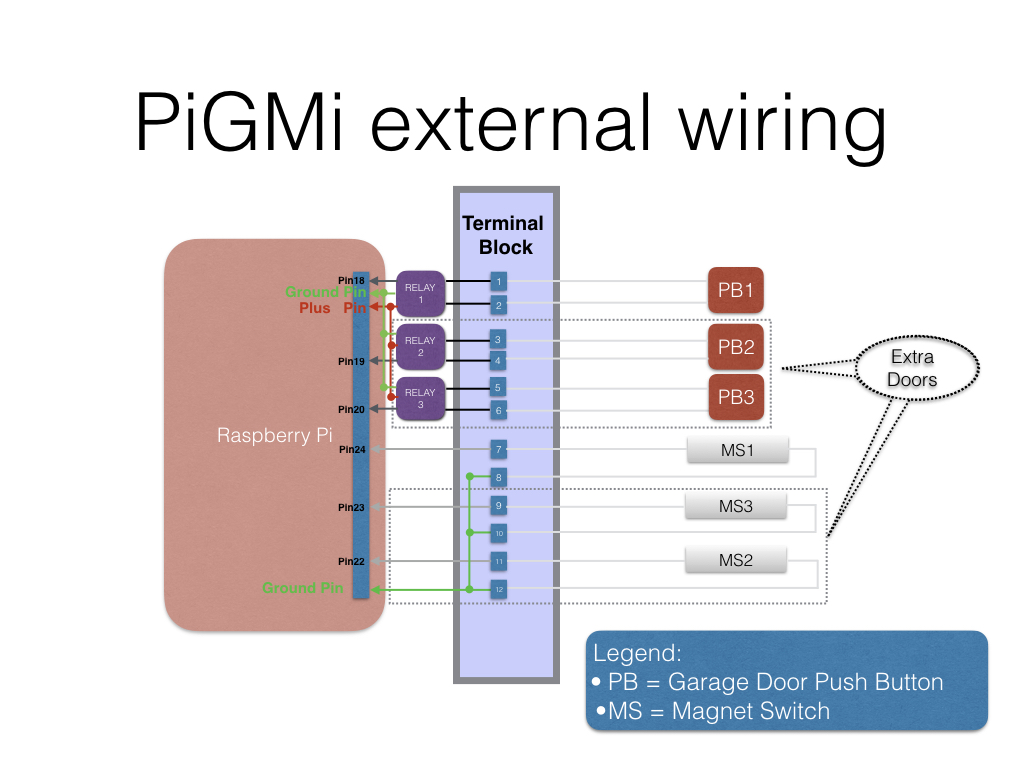 PiGMi external wiring
Terminal
Block
Pin18
Ground Pin
Plus Pin
Pin19
Pin20
Raspberry Pi
Pin24
Pin23
Pin22
Ground Pin
RELAY
1
RELAY
2
RELAY
3
1
2
3
4
5
6
7
8
9
10
11
12
PB1
PB2
PB3
MS1
MS3
MS2
Extra
Doors
Legend:
• PB = Garage Door Push Button
•MS = Magnet Switch